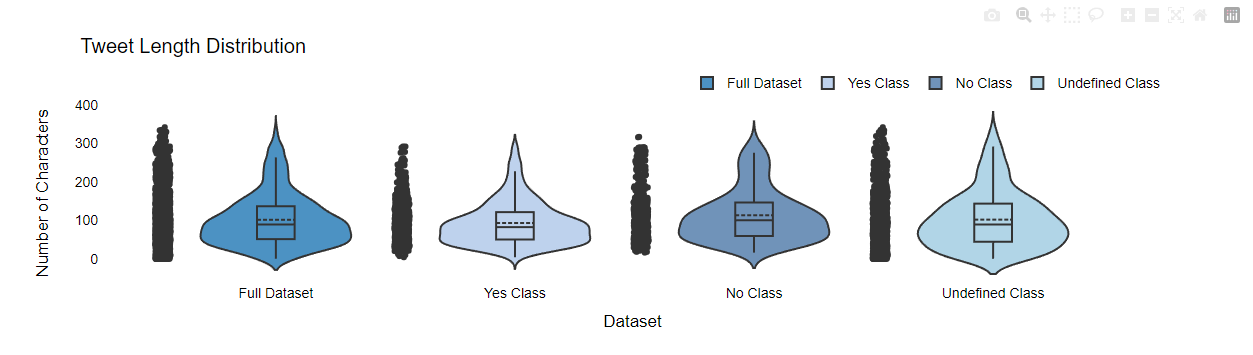 Tweet Length Distribution
Full Dataset Yes Class No Class Undefined Class
400
300
200
100
0
Number of Characters
Full Dataset Yes Class No Class Undefined Class
Dataset